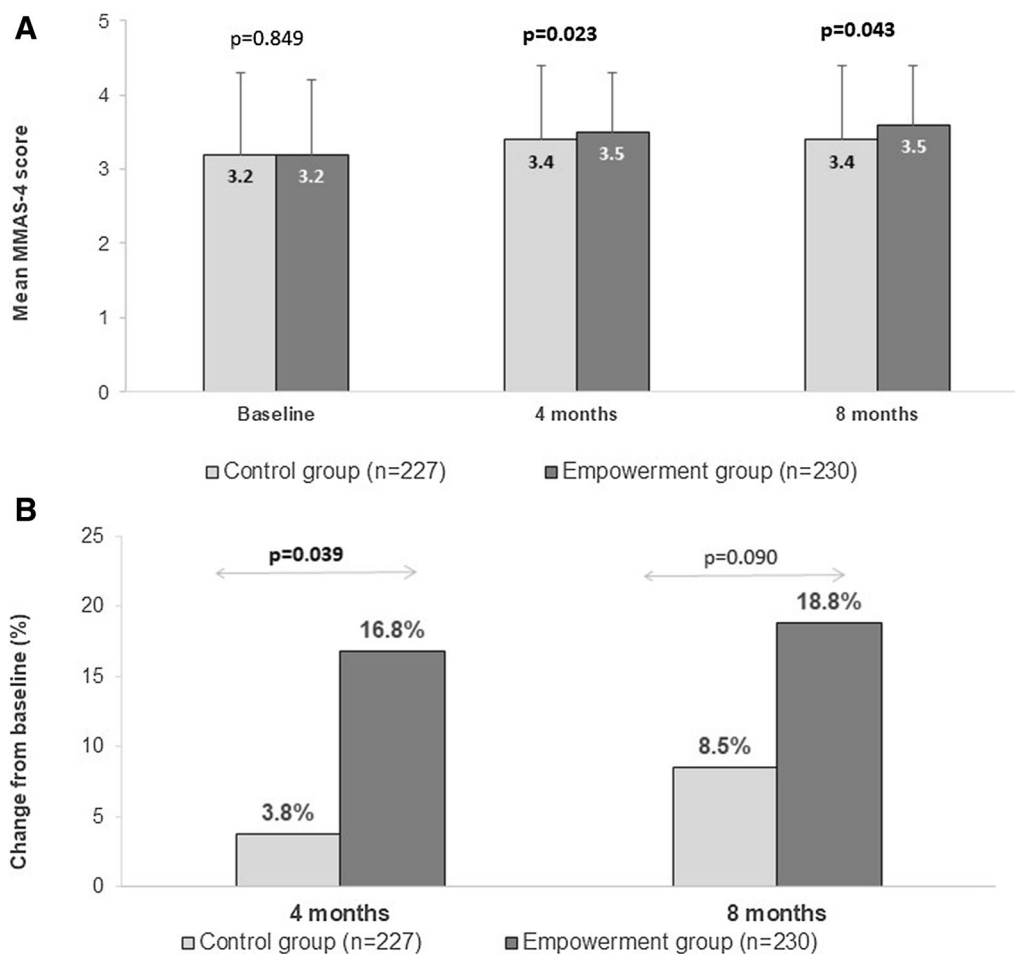 A
5
p=0.849
p=0.023
p=0.043
4
3
3.2
3.2
3.4
3.5
3.4
3.5
2
1
0
Mean MMAS-4 score
Baseline
4 months
8 months
Control group (n=227)
Empowerment group (n=230)
B
25
p=0.039
p=0.090
20
18.8%
16.8%
15
10
8.5%
5
3.8%
0
Change from baseline (%)
4 months
8 months
Control group (n=227)
Empowerment group (n=230)